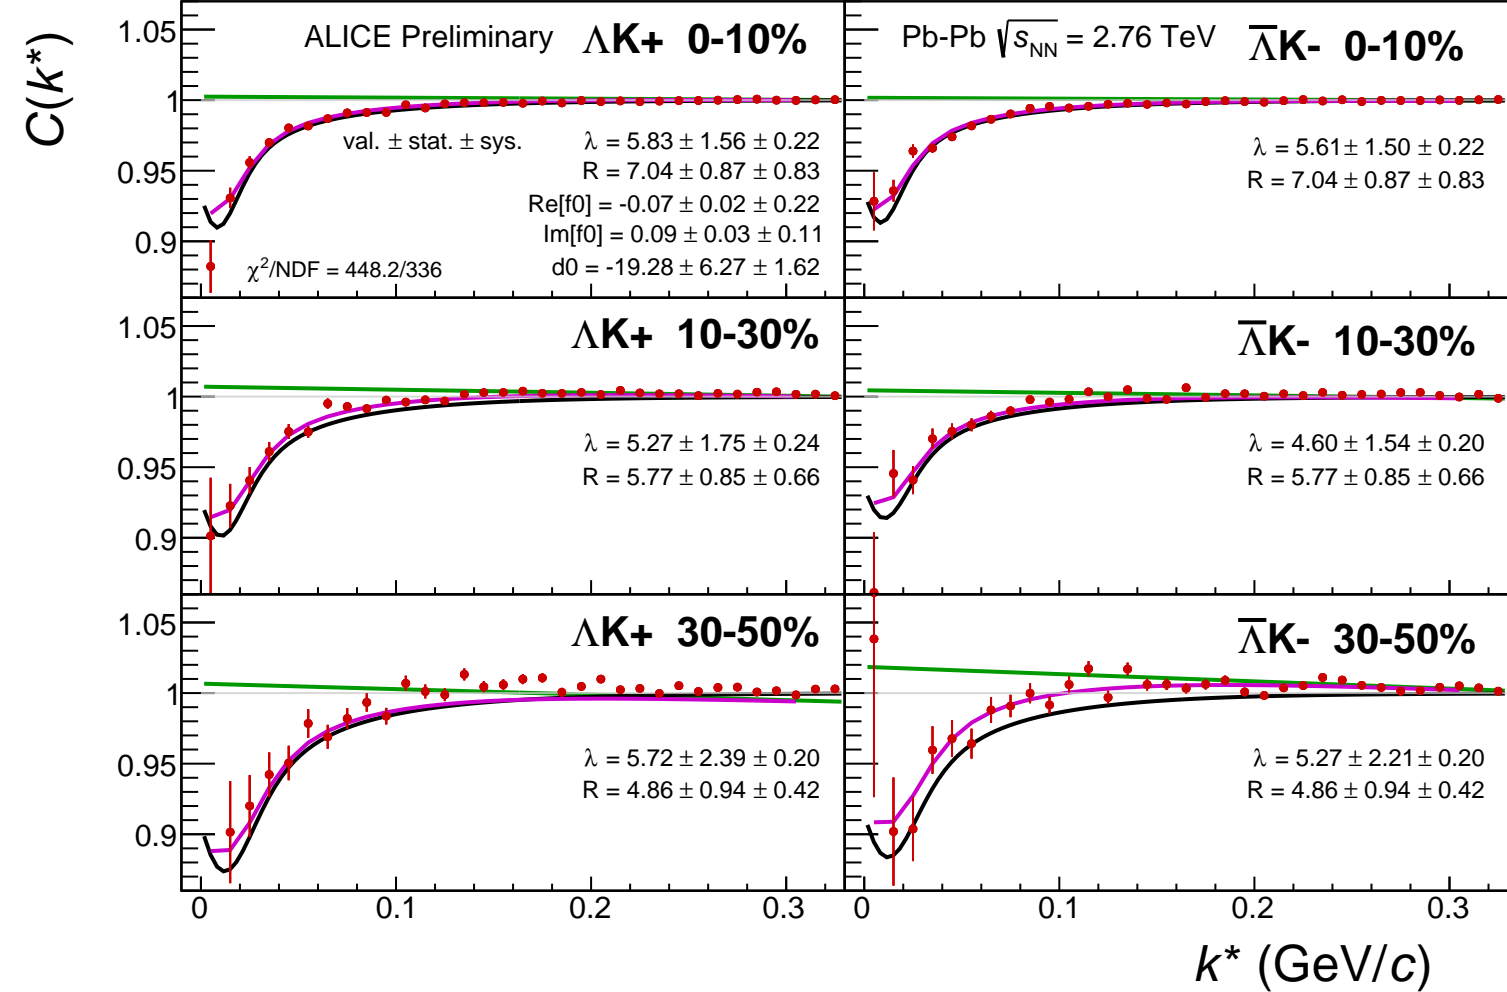 C(k*)
ALICE Preliminary ΛK+ 0-10%
1.05
1
0.95
0.9
val. ± stat. ± sys.
λ = 5.83 ± 1.56 ± 0.22
R = 7.04 ± 0.87 ± 0.83
Re[f0] = -0.07 ± 0.02 ± 0.22
Im[f0] = 0.09 ± 0.03 ± 0.11
d0 = -19.28 ± 6.27 ± 1.62
χ²/NDF = 448.2/336
Pb-Pb √s_NN = 2.76 TeV Λ̅K- 0-10%
λ = 5.61 ± 1.50 ± 0.22
R = 7.04 ± 0.87 ± 0.83
ΛK+ 10-30%
1.05
1
0.95
0.9
λ = 5.27 ± 1.75 ± 0.24
R = 5.77 ± 0.85 ± 0.66
Λ̅K- 10-30%
λ = 4.60 ± 1.54 ± 0.20
R = 5.77 ± 0.85 ± 0.66
ΛK+ 30-50%
1.05
1
0.95
0.9
λ = 5.72 ± 2.39 ± 0.20
R = 4.86 ± 0.94 ± 0.42
Λ̅K- 30-50%
λ = 5.27 ± 2.21 ± 0.20
R = 4.86 ± 0.94 ± 0.42
0 0.1 0.2 0.3
0 0.1 0.2 0.3
k* (GeV/c)